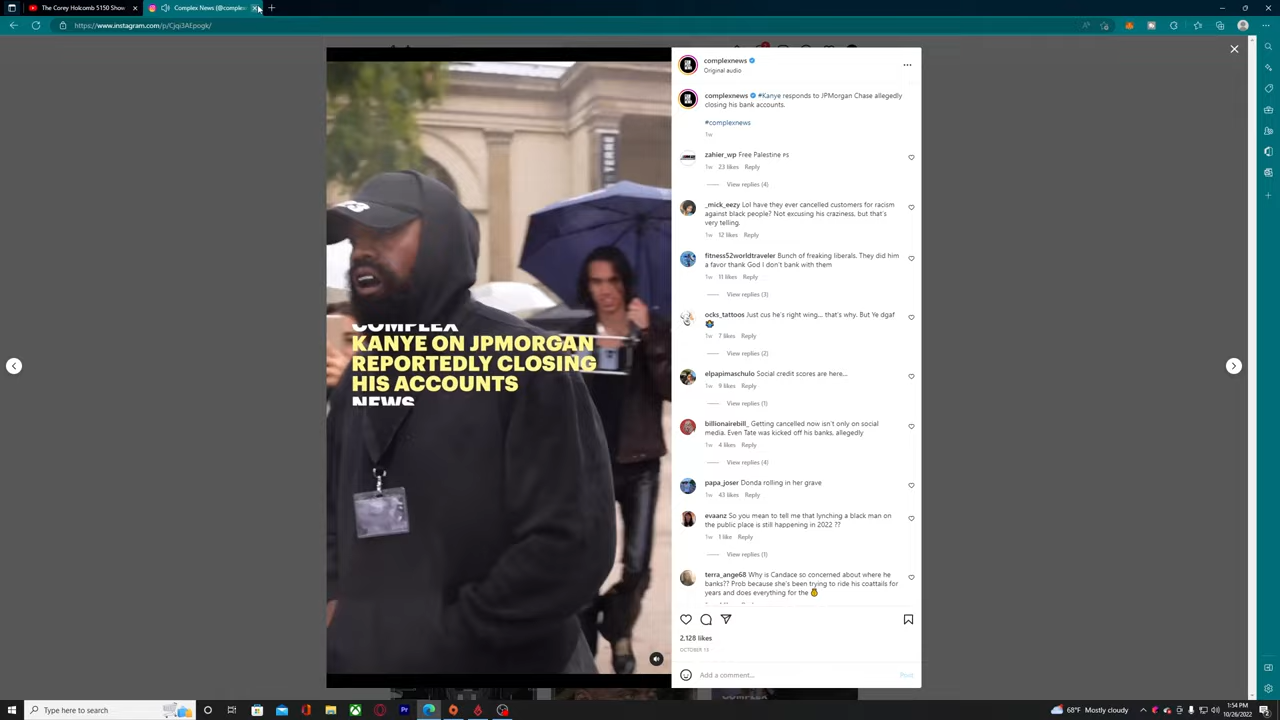 The Corey Holcomb 5150 Show
Complex News (@complex
https://www.instagram.com/p/Cjqi3AEpogk/
YEEZY
COMPLEX
KANYE ON JPMORGAN
REPORTEDLY CLOSING
HIS ACCOUNTS
NEWS
complexnews
Original audio
complexnews #Kanye responds to JPMorgan Chase allegedly
closing his bank accounts.
#complexnews
1w
zahier_wp Free Palestine PS
1w 23 likes Reply
View replies (4)
_mick_eezy Lol have they ever cancelled customers for racism
against black people? Not excusing his craziness, but that's
very telling.
1w 12 likes Reply
fitness52worldtraveler Bunch of freaking liberals. They did him
a favor thank God I don't bank with them
1w 11 likes Reply
View replies (3)
ocks_tattoos Just cus he's right wing... that's why. But Ye dgaf
1w 7 likes Reply
View replies (2)
elpapimaschulo Social credit scores are here...
1w 9 likes Reply
View replies (1)
billionairebill_ Getting cancelled now isn't only on social
media. Even Tate was kicked off his banks, allegedly
1w 4 likes Reply
View replies (4)
papa_joser Donda rolling in her grave
1w 43 likes Reply
evaanz So you mean to tell me that lynching a black man on
the public place is still happening in 2022 ??
1w 1 like Reply
View replies (1)
terra_ange68 Why is Candace so concerned about where he
banks?? Prob because she's been trying to ride his coattails for
years and does everything for the
2,128 likes
OCTOBER 13
Add a comment...
Post
COMPLEX
Type here to search
68°F Mostly cloudy
1:54 PM
10/26/2022